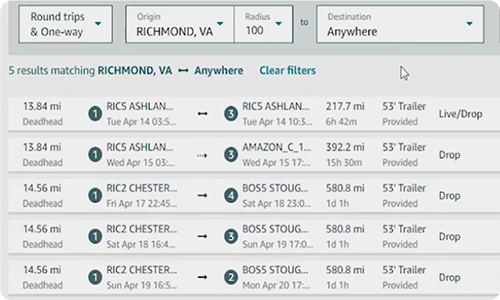 Round trips & One-way
Origin
RICHMOND, VA
Radius
100
to
Destination
Anywhere
5 results matching RICHMOND, VA ↔ Anywhere Clear filters
13.84 mi 1 RIC5 ASHLAN... ↔ 3 RIC5 ASHLAN... 217.7 mi 53' Trailer Live/Drop
Deadhead Tue Apr 14 03:5... Tue Apr 14 10:3... 6h 42m Provided
13.84 mi 1 RIC5 ASHLAN... ⇢ 3 AMAZON_C_1... 392.2 mi 53' Trailer Drop
Deadhead Wed Apr 15 03:... Wed Apr 15 17:... 15h 30m Provided
14.56 mi 1 RIC2 CHESTER... → 4 BOS5 STOUG... 580.8 mi 53' Trailer Drop
Deadhead Fri Apr 17 22:45... Sat Apr 18 23:0... 1d 1h Provided
14.56 mi 1 RIC2 CHESTER... → 3 BOS5 STOUG... 580.8 mi 53' Trailer Drop
Deadhead Sat Apr 18 16:4... Sun Apr 19 17:0... 1d 1h Provided
14.56 mi 1 RIC2 CHESTER... → 2 BOS5 STOUG... 580.8 mi 53' Trailer Drop
Deadhead Sun Apr 19 16:5... Mon Apr 20 17:... 1d 1h Provided